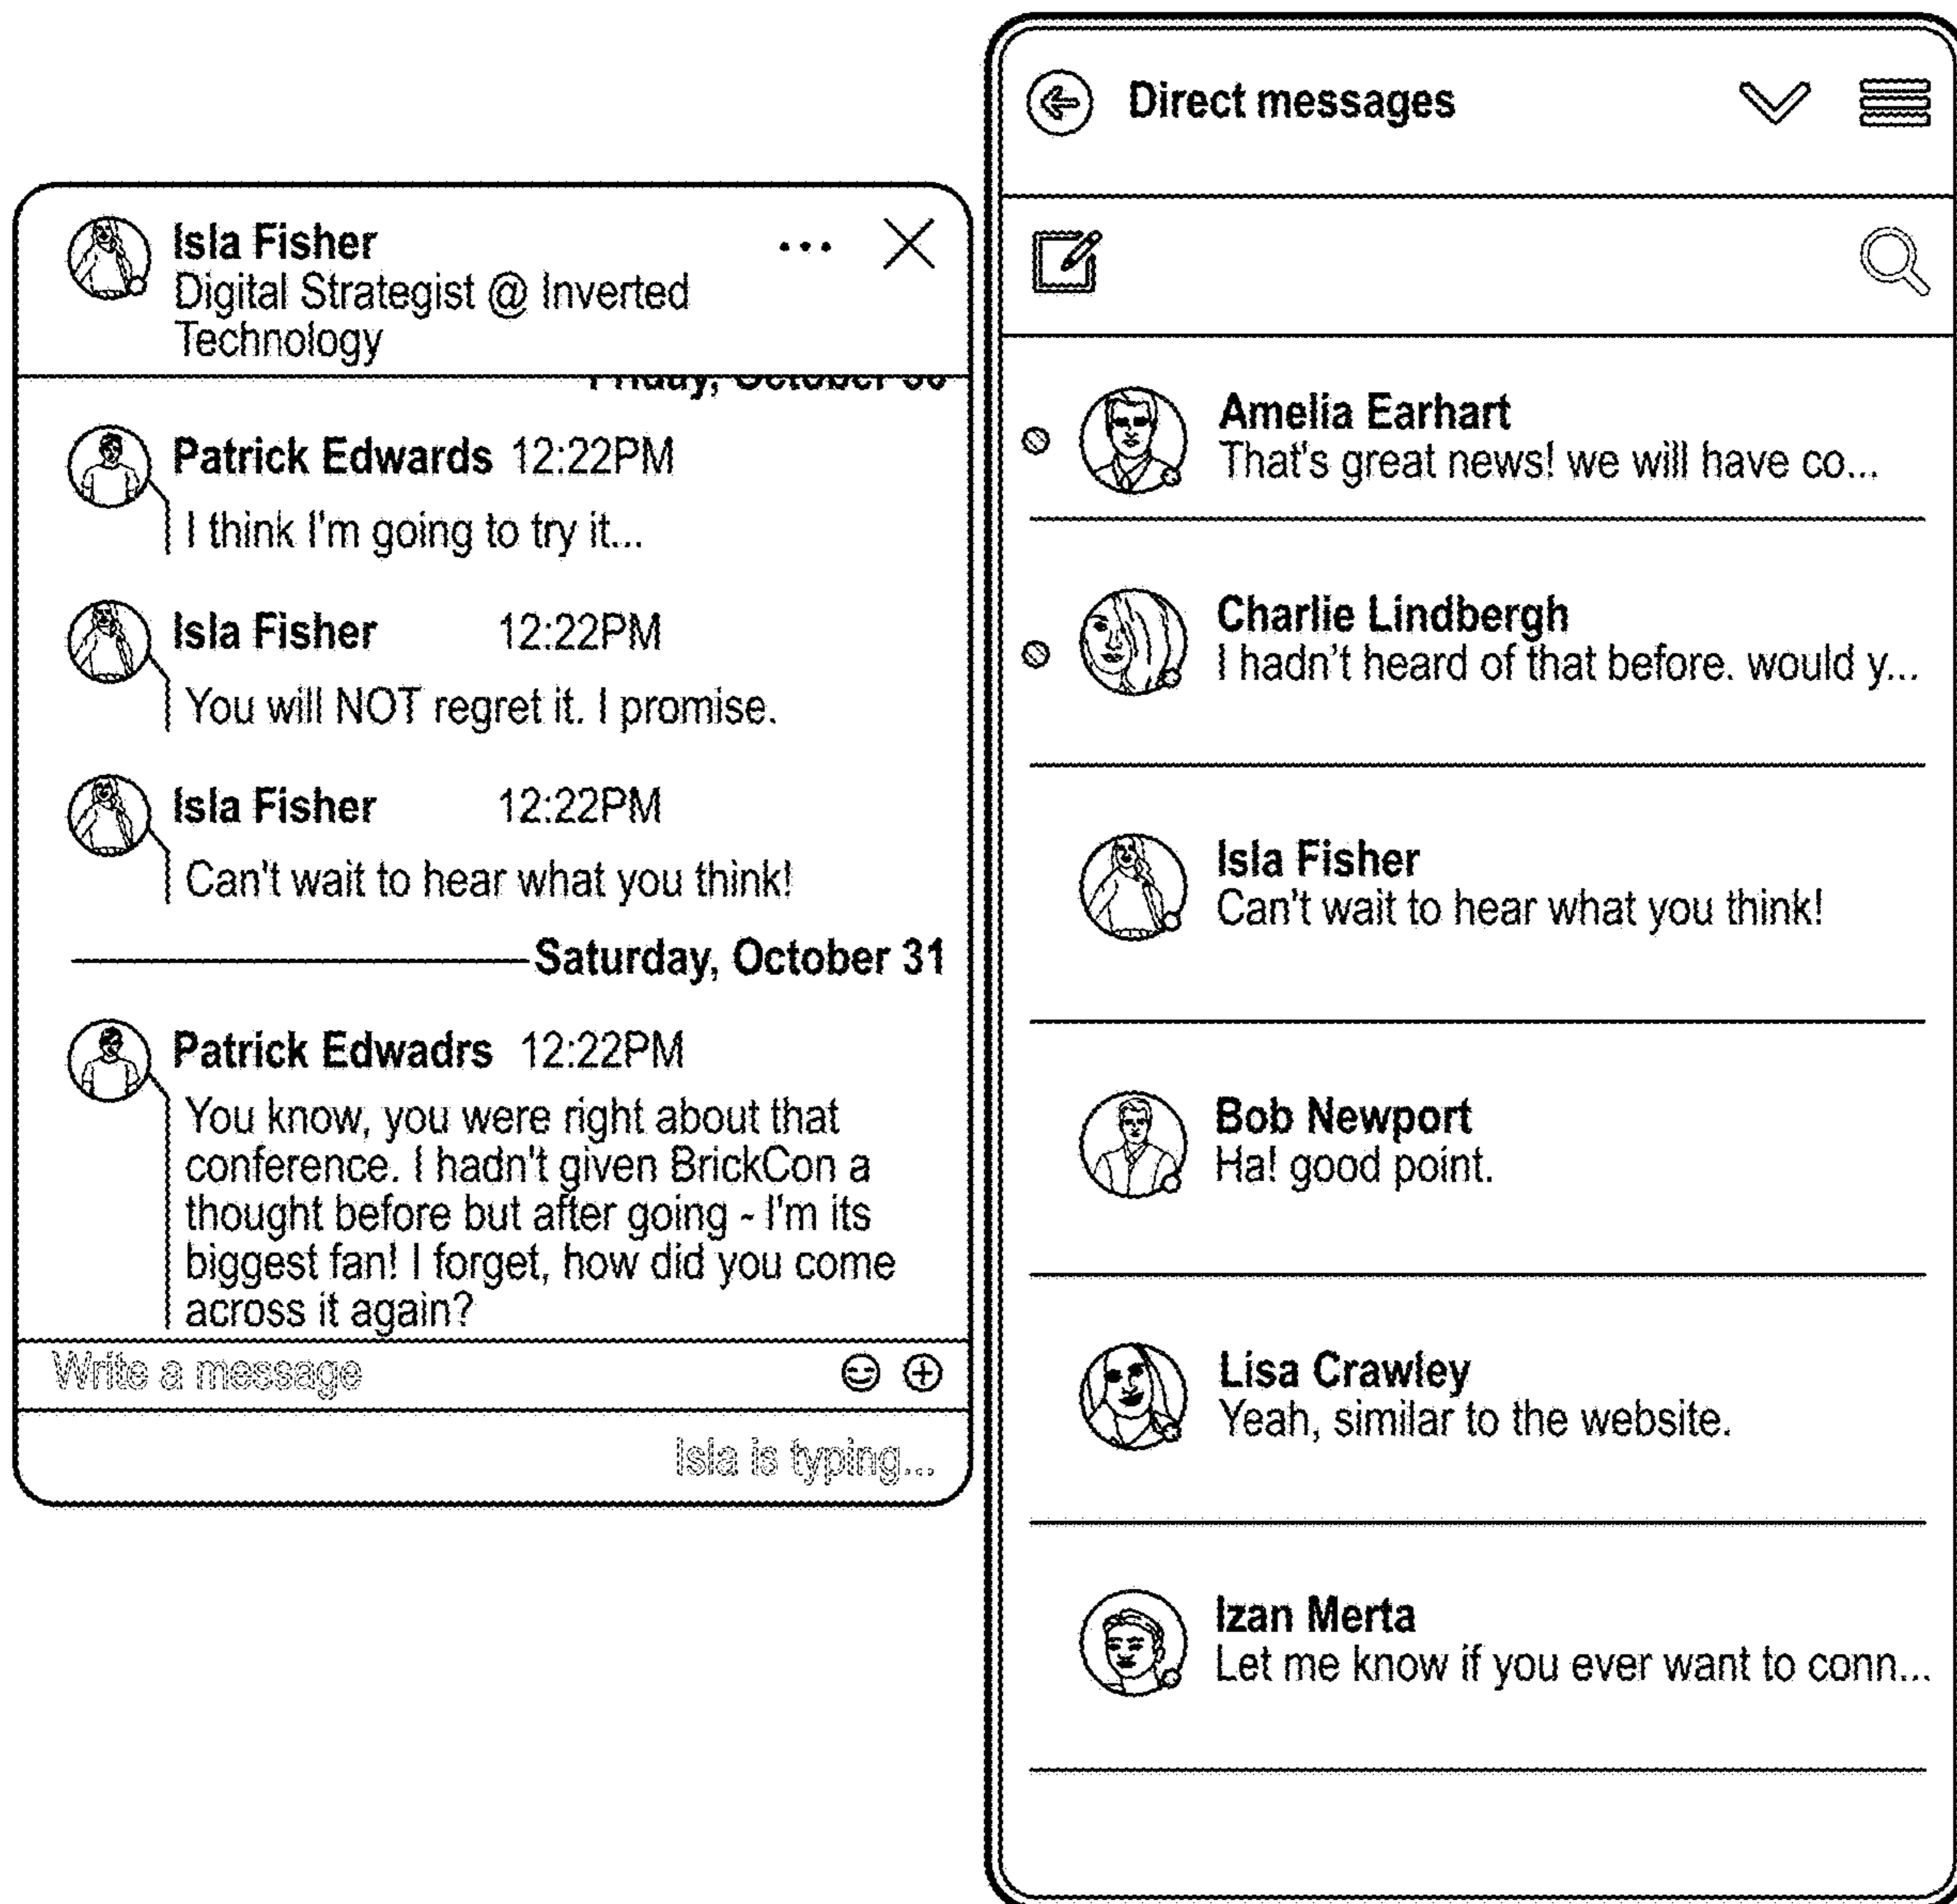 Isla Fisher
Digital Strategist @ Inverted
Technology
Friday, October 30
Patrick Edwards 12:22PM
I think I'm going to try it...
Isla Fisher 12:22PM
You will NOT regret it. I promise.
Isla Fisher 12:22PM
Can't wait to hear what you think!
Saturday, October 31
Patrick Edwadrs 12:22PM
You know, you were right about that
conference. I hadn't given BrickCon a
thought before but after going - I'm its
biggest fan! I forget, how did you come
across it again?
Write a message
Isla is typing...
Direct messages
Amelia Earhart
That's great news! we will have co...
Charlie Lindbergh
I hadn't heard of that before. would y...
Isla Fisher
Can't wait to hear what you think!
Bob Newport
Ha! good point.
Lisa Crawley
Yeah, similar to the website.
Izan Merta
Let me know if you ever want to conn...